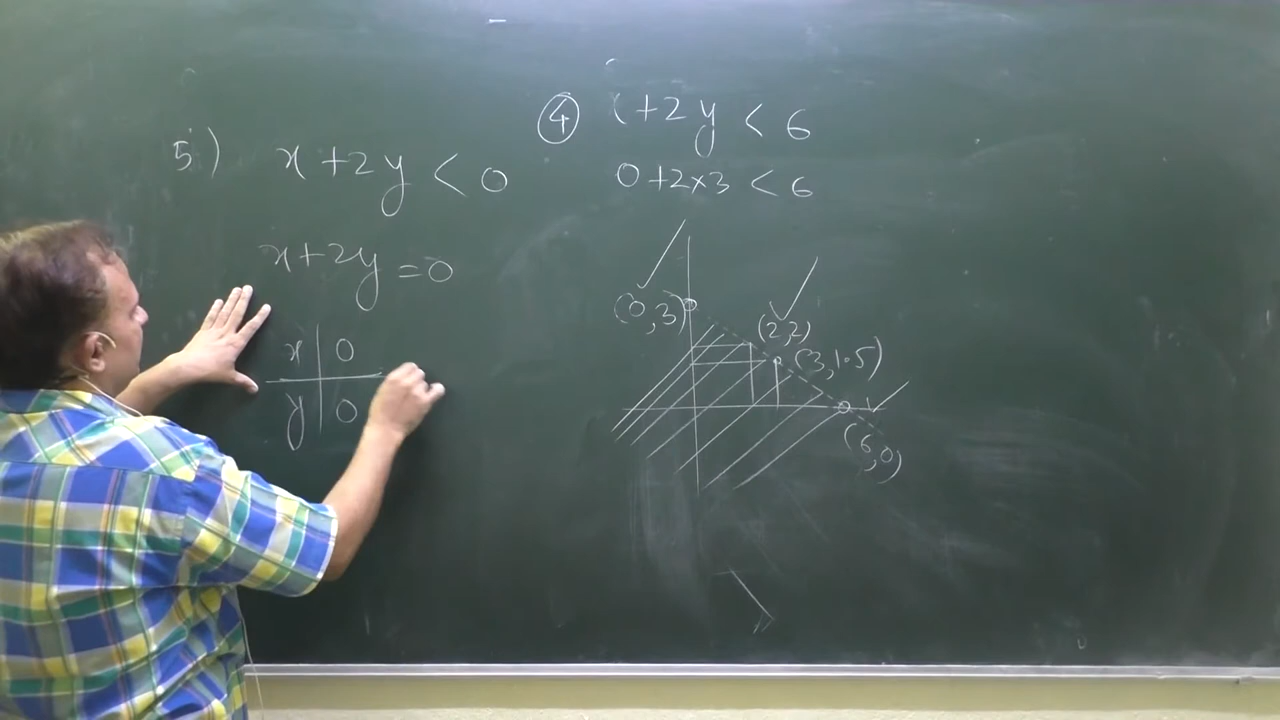 5) x+2y<0
x+2y=0
x 0
y 0
④ x+2y<6
0+2×3<6
(0,3)
(2,2)
(3,1.5)
(6,0)